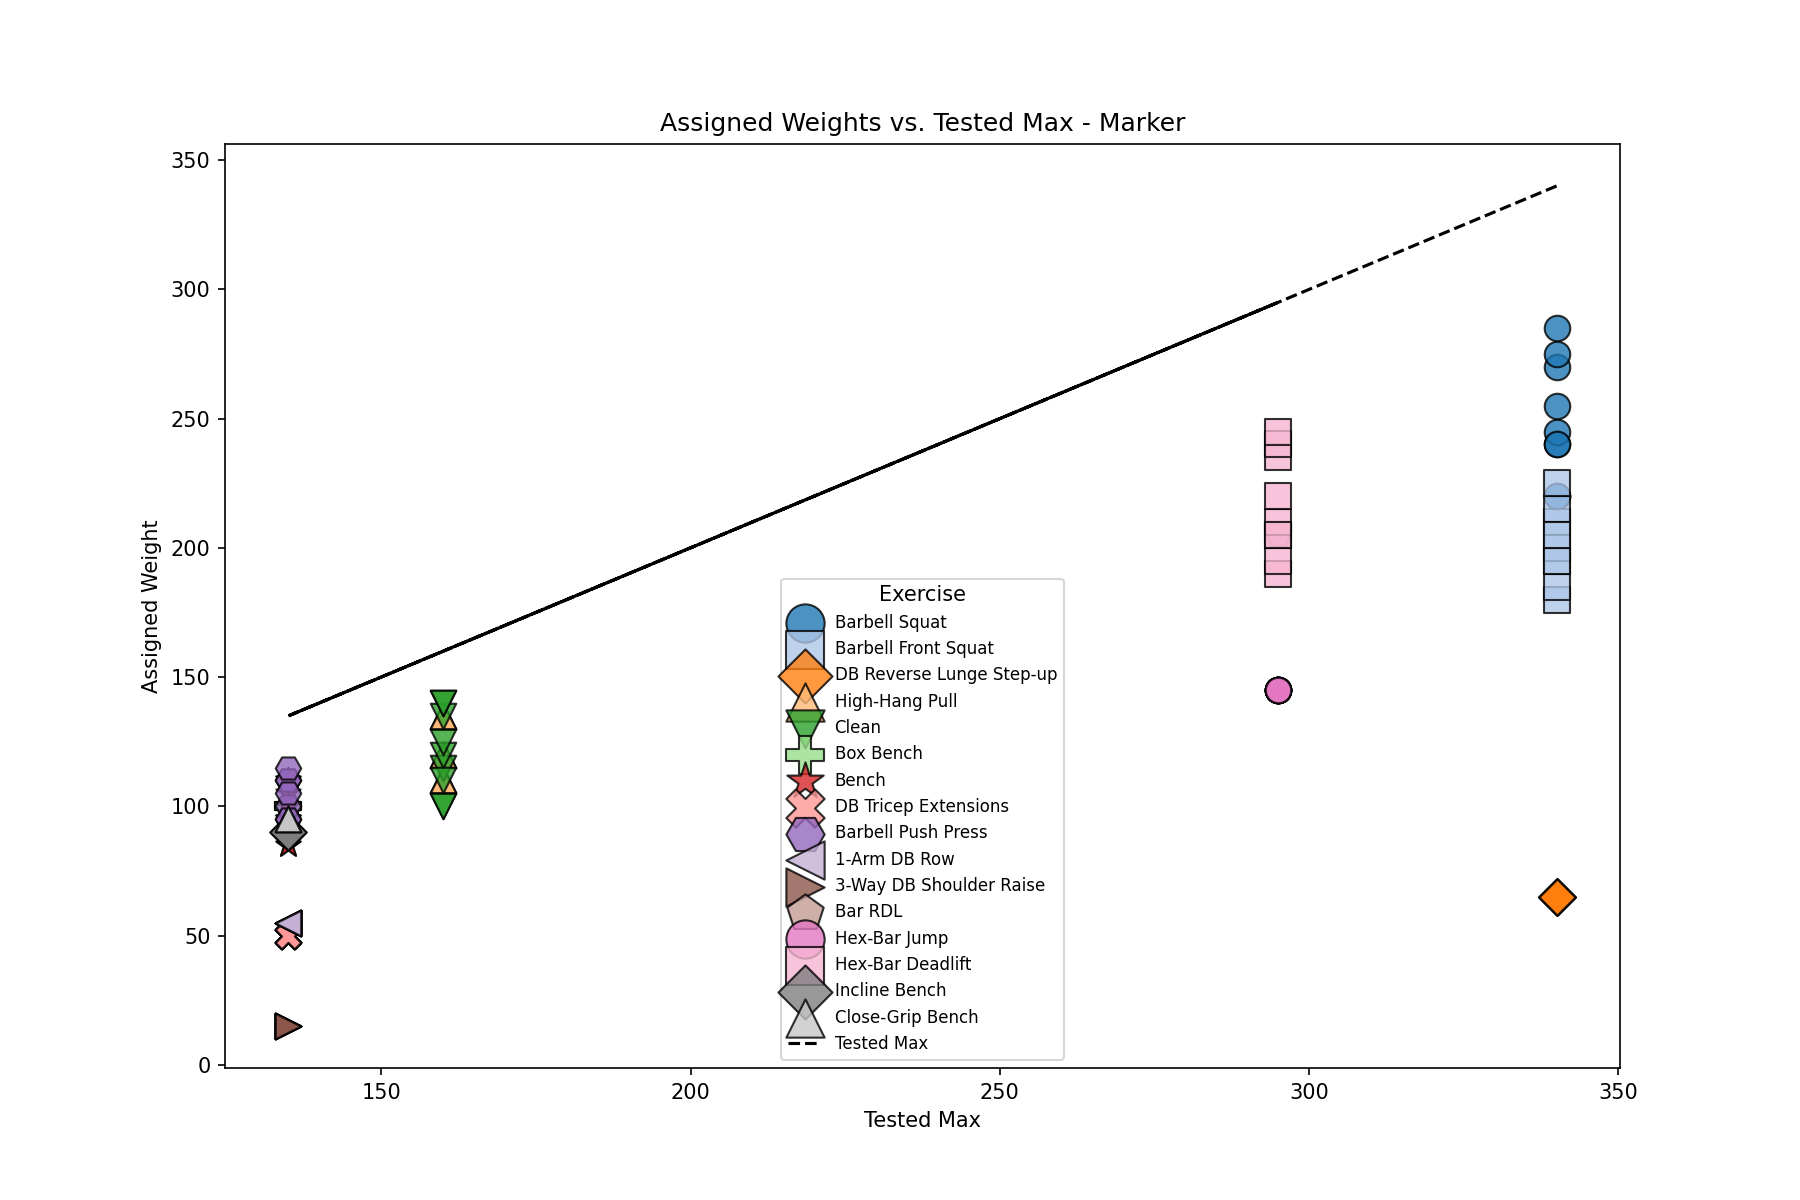 Assigned Weights vs. Tested Max - Marker
350
300
250
200
150
100
50
0
Assigned Weight
Exercise
Barbell Squat
Barbell Front Squat
DB Reverse Lunge Step-up
High-Hang Pull
Clean
Box Bench
Bench
DB Tricep Extensions
Barbell Push Press
1-Arm DB Row
3-Way DB Shoulder Raise
Bar RDL
Hex-Bar Jump
Hex-Bar Deadlift
Incline Bench
Close-Grip Bench
Tested Max
150
200
250
300
350
Tested Max